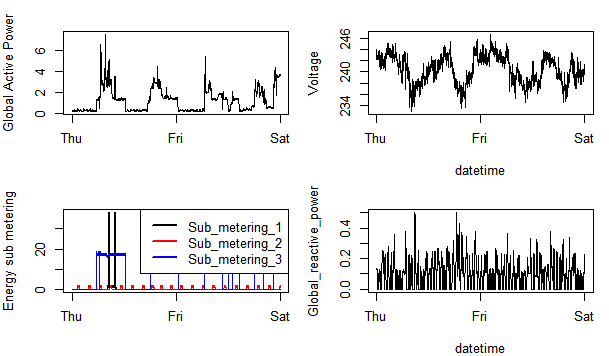 Global Active Power
0 2 4 6
Thu Fri Sat
Voltage
234 240 246
Thu Fri Sat
datetime
Energy sub metering
0 20
Thu Fri Sat
Sub_metering_1
Sub_metering_2
Sub_metering_3
Global_reactive_power
0.0 0.2 0.4
Thu Fri Sat
datetime